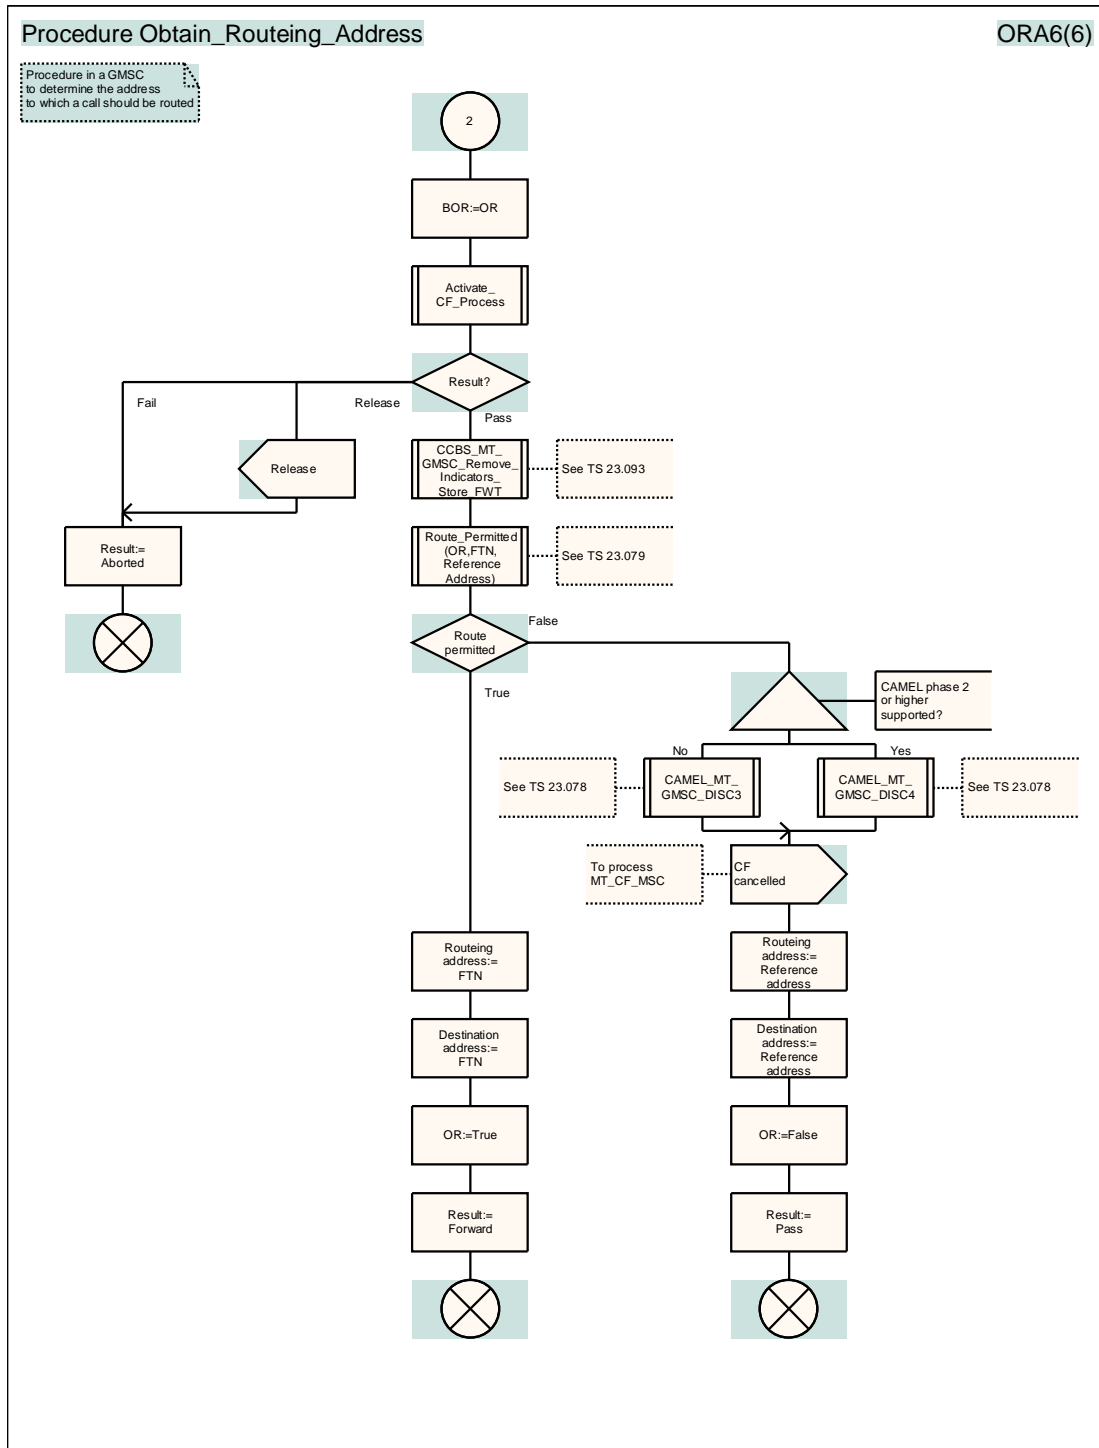 Procedure Obtain_Routeing_Address
ORA6(6)
Procedure in a GMSC
to determine the address
to which a call should be routed
2
BOR:=OR
Activate_
CF_Process
Result?
Fail
Release
Pass
Release
CCBS_MT_
GMSC_Remove_
Indicators_
Store_FWT
See TS 23.093
Result:=
Aborted
Route_Permitted
(OR,FTN,
Reference
Address)
See TS 23.079
Route
permitted
False
True
CAMEL phase 2
or higher
supported?
No
Yes
See TS 23.078
CAMEL_MT_
GMSC_DISC3
CAMEL_MT_
GMSC_DISC4
See TS 23.078
To process
MT_CF_MSC
CF
cancelled
Routeing
address:=
FTN
Routeing
address:=
Reference
address
Destination
address:=
FTN
Destination
address:=
Reference
address
OR:=True
OR:=False
Result:=
Forward
Result:=
Pass